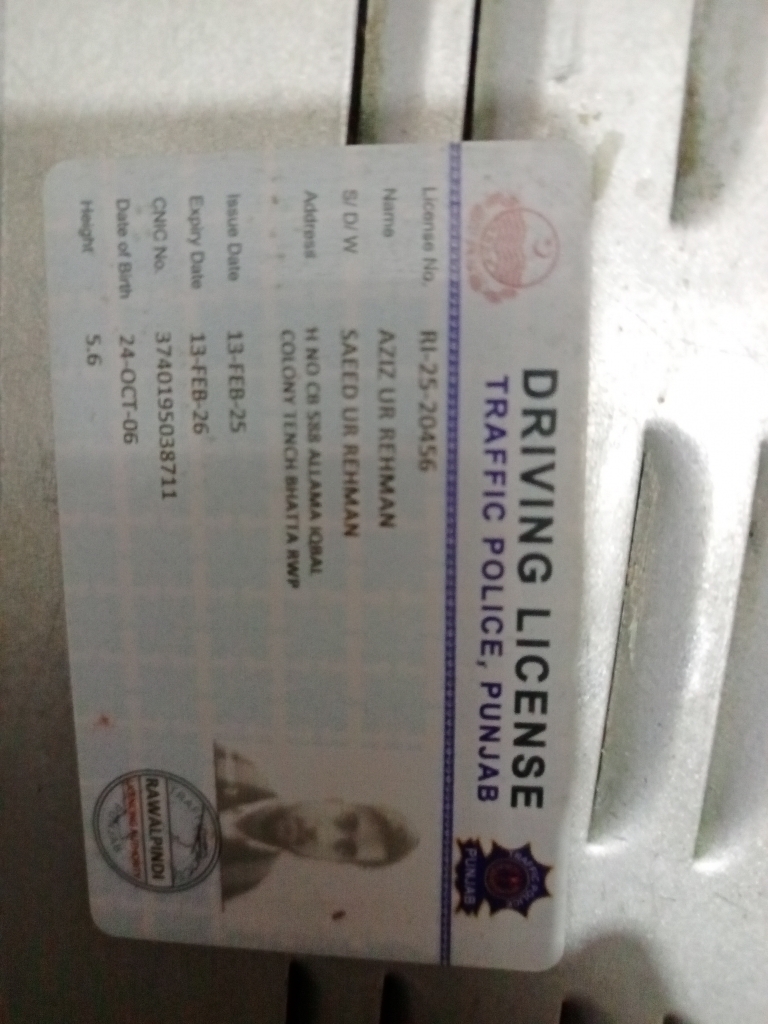 DRIVING LICENSE
TRAFFIC POLICE, PUNJAB
PUNJAB
License No. RI-25-20456
Name AZIZ UR REHMAN
S/D/W SAEED UR REHMAN
Address H NO CB 588 ALLAMA IQBAL
COLONY TENCH BHATTA RWP
Issue Date 13-FEB-25
Expiry Date 13-FEB-26
CNIC No. 3740195038711
Date of Birth 24-OCT-06
Height 5.6
RAWALPINDI